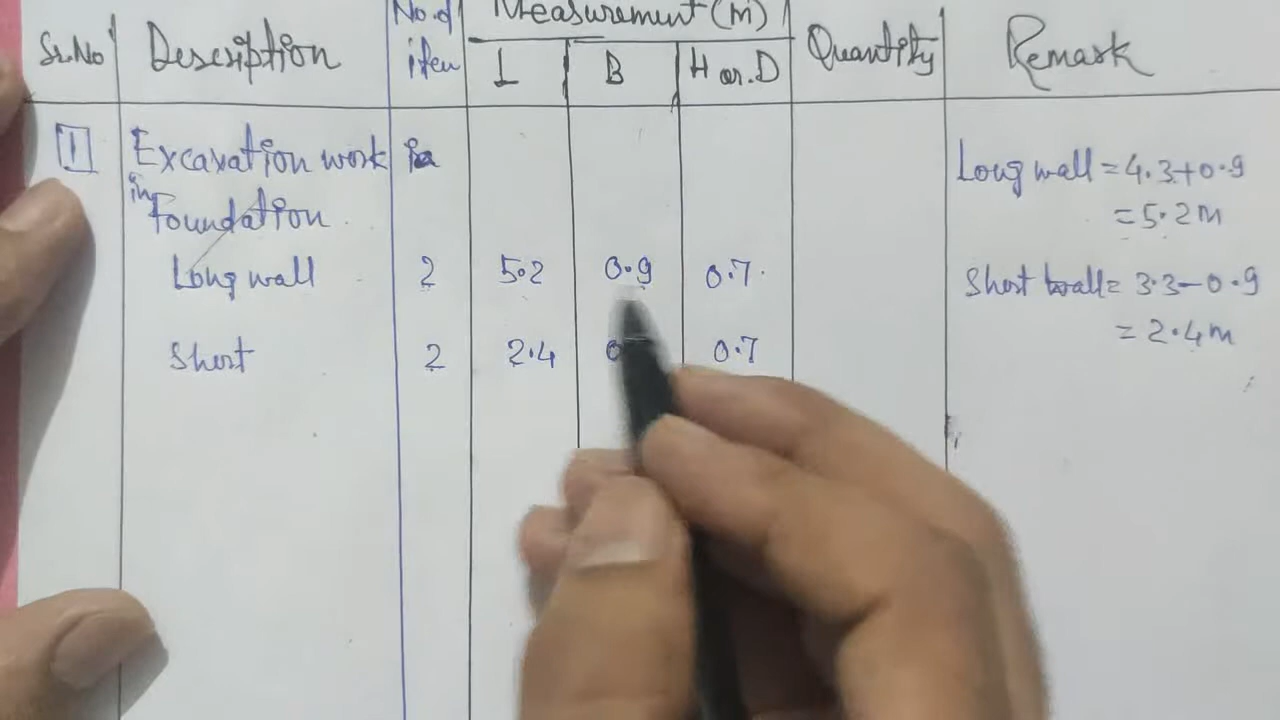 Sr.No Description No.of item Measurement (m) Quantity Remark
L B H or.D
1 Excavation work Long wall = 4.3+0.9
in Foundation = 5.2m
Long wall 2 5.2 0.9 0.7 Short wall = 3.3-0.9
= 2.4m
Short 2 2.4 0.7